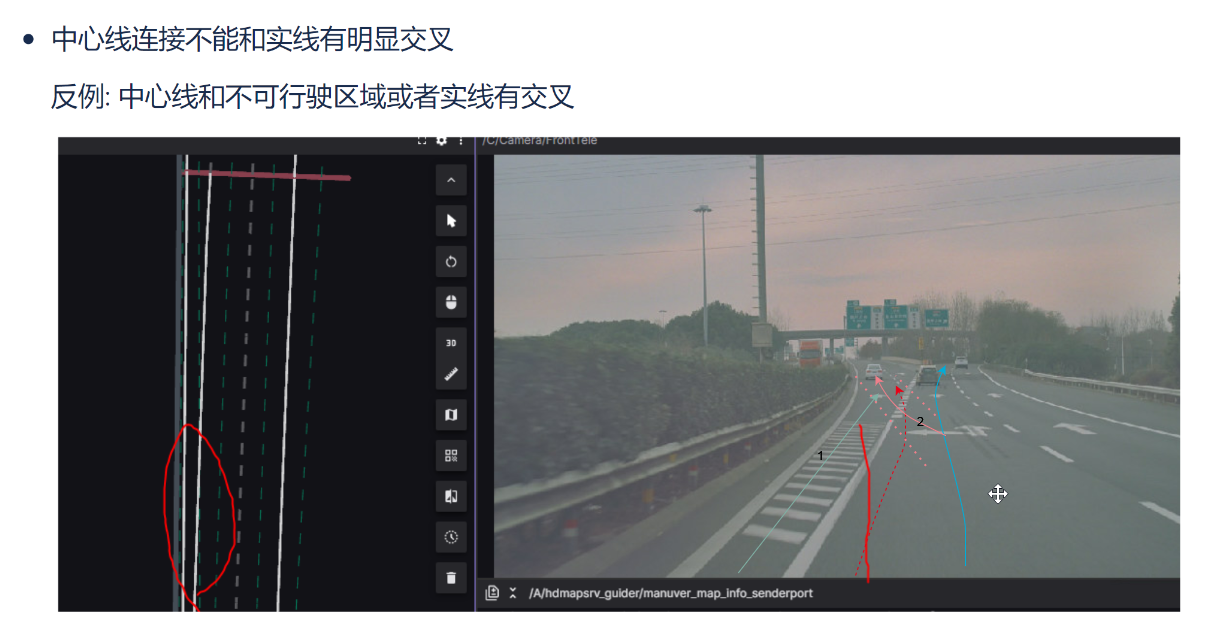 中心线连接不能和实线有明显交叉
反例: 中心线和不可行驶区域或者实线有交叉
/C/Camera/FrontTele
3D
1
2
/A/hdmapsrv_guider/manuver_map_info_senderport